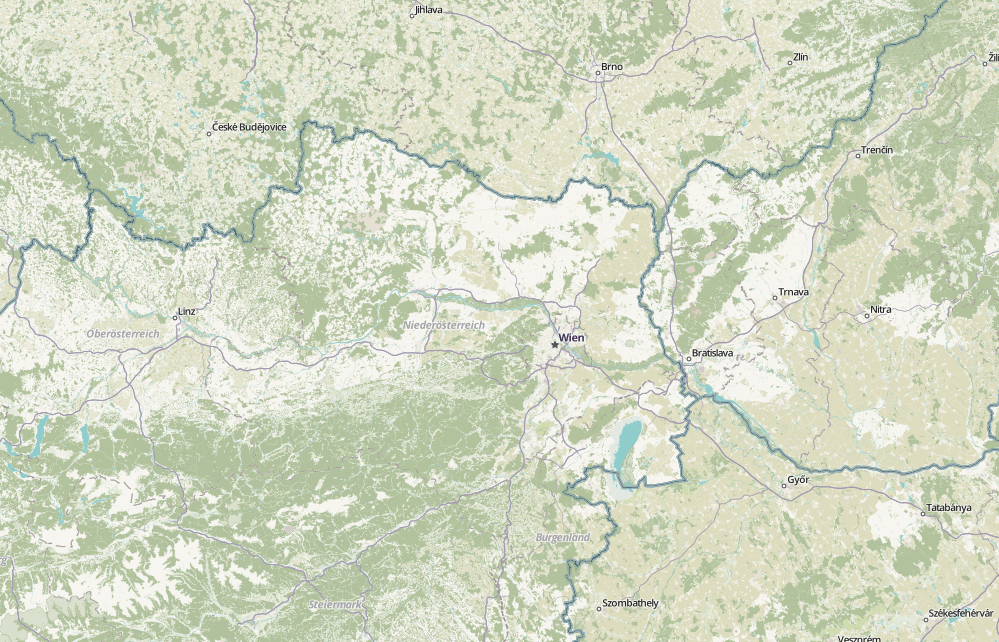 Jihlava
Zlín
Žili
Brno
České Budějovice
Trenčín
Trnava
Nitra
Linz
Niederösterreich
Oberösterreich
Wien
Bratislava
Győr
Tatabánya
Burgenland
Steiermark
Szombathely
Székesfehérvár
Veszprém